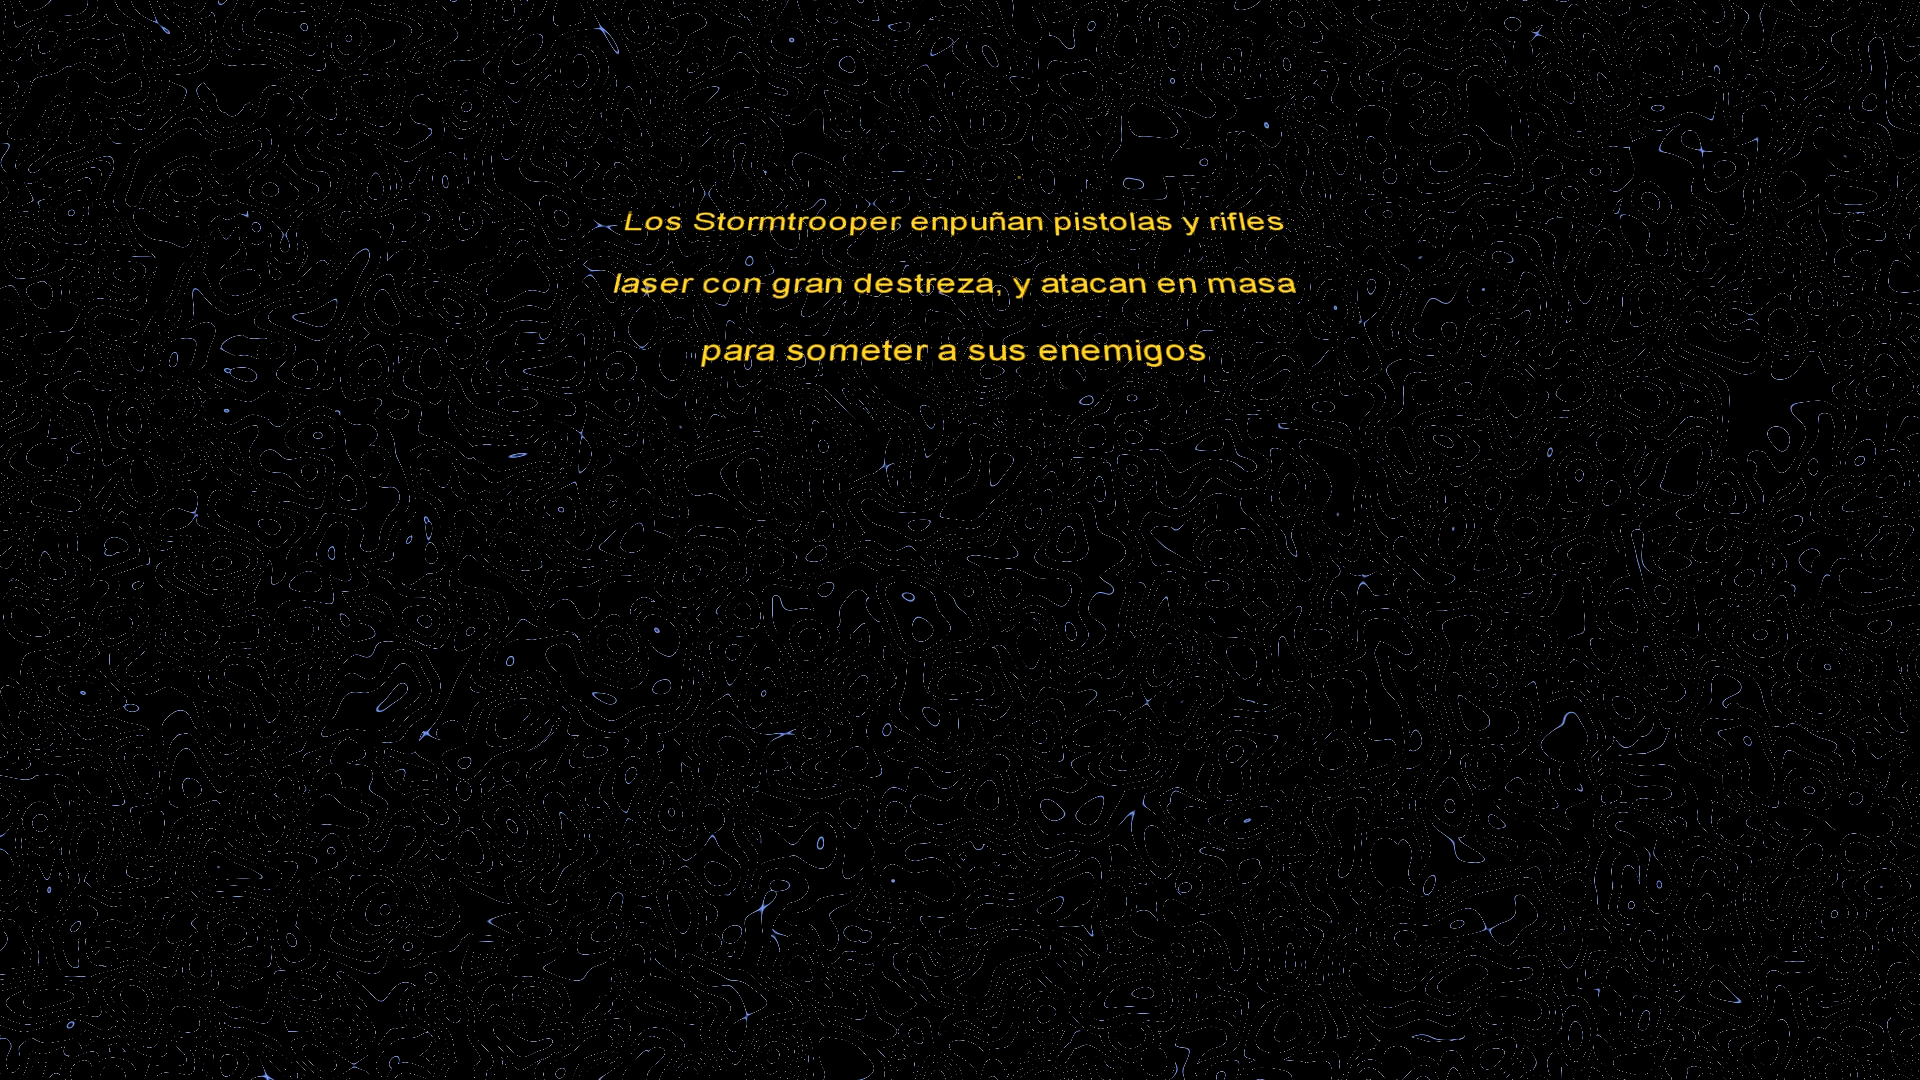 Los Stormtrooper enpuñan pistolas y rifles
laser con gran destreza, y atacan en masa
para someter a sus enemigos